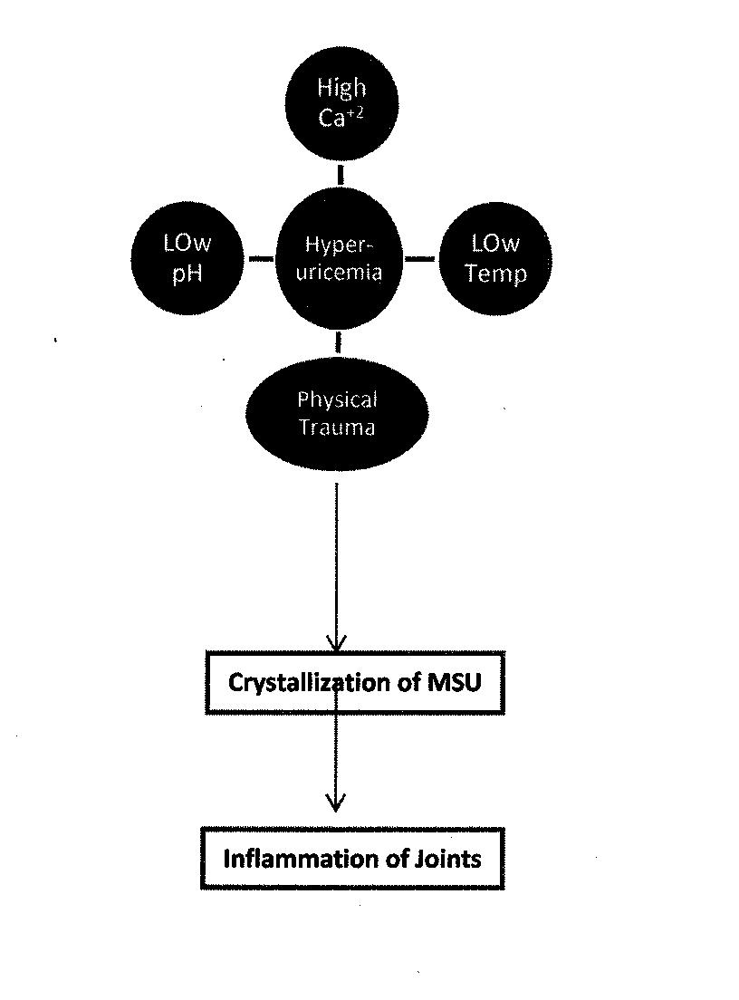 High
Ca⁺²
LOw
pH
Hyper-
uricemia
LOw
Temp
Physical
Trauma
Crystallization of MSU
Inflammation of Joints